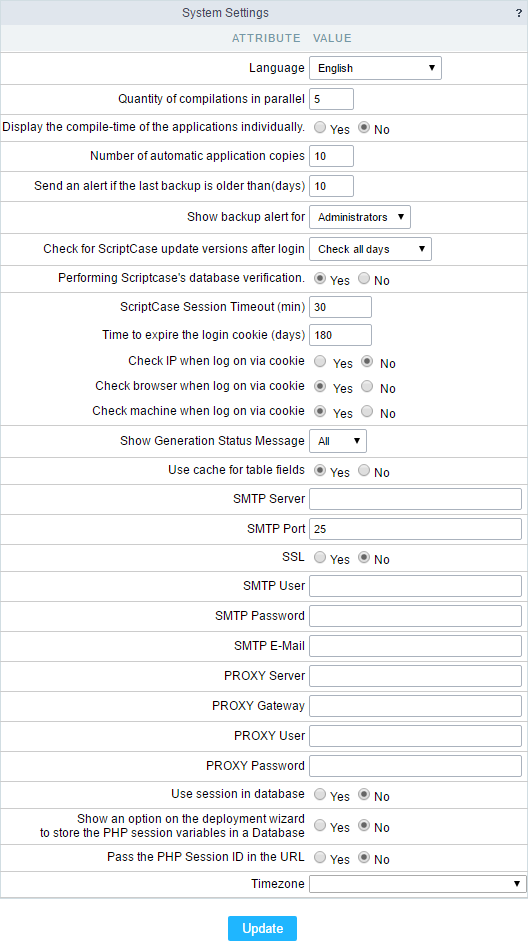 System Settings ?
ATTRIBUTE VALUE
Language English
Quantity of compilations in parallel 5
Display the compile-time of the applications individually. Yes No
Number of automatic application copies 10
Send an alert if the last backup is older than(days) 10
Show backup alert for Administrators
Check for ScriptCase update versions after login Check all days
Performing Scriptcase's database verification. Yes No
ScriptCase Session Timeout (min) 30
Time to expire the login cookie (days) 180
Check IP when log on via cookie Yes No
Check browser when log on via cookie Yes No
Check machine when log on via cookie Yes No
Show Generation Status Message All
Use cache for table fields Yes No
SMTP Server
SMTP Port 25
SSL Yes No
SMTP User
SMTP Password
SMTP E-Mail
PROXY Server
PROXY Gateway
PROXY User
PROXY Password
Use session in database Yes No
Show an option on the deployment wizard
to store the PHP session variables in a Database Yes No
Pass the PHP Session ID in the URL Yes No
Timezone
Update